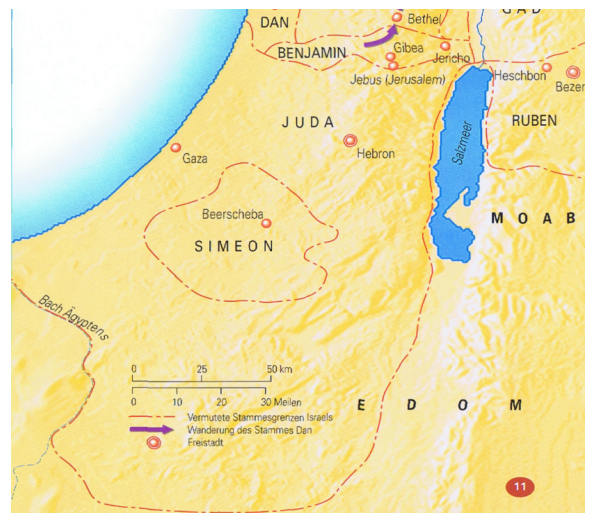 DAN
GAD
Bethel
BENJAMIN
Gibea
Jericho
Jebus (Jerusalem)
Heschbon
Bezer
JUDA
RUBEN
Hebron
Salzmeer
Gaza
Beerscheba
MOAB
SIMEON
Bach Ägyptens
0 25 50 km
0 10 20 30 Meilen
EDOM
Vermutete Stammesgrenzen Israels
Wanderung des Stammes Dan
Freistadt
11